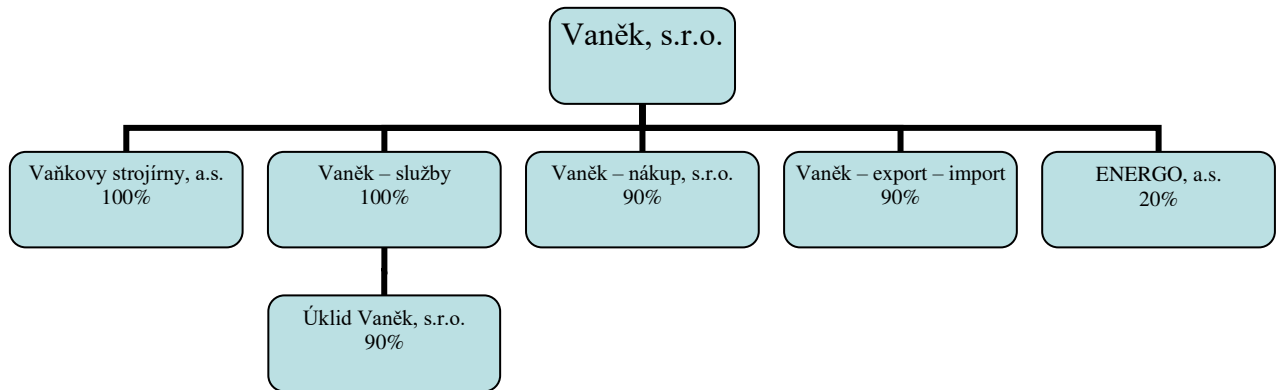 Vaněk, s.r.o.
Vaňkovy strojírny, a.s.
100%
Vaněk – služby
100%
Vaněk – nákup, s.r.o.
90%
Vaněk – export – import
90%
ENERGO, a.s.
20%
Úklid Vaněk, s.r.o.
90%